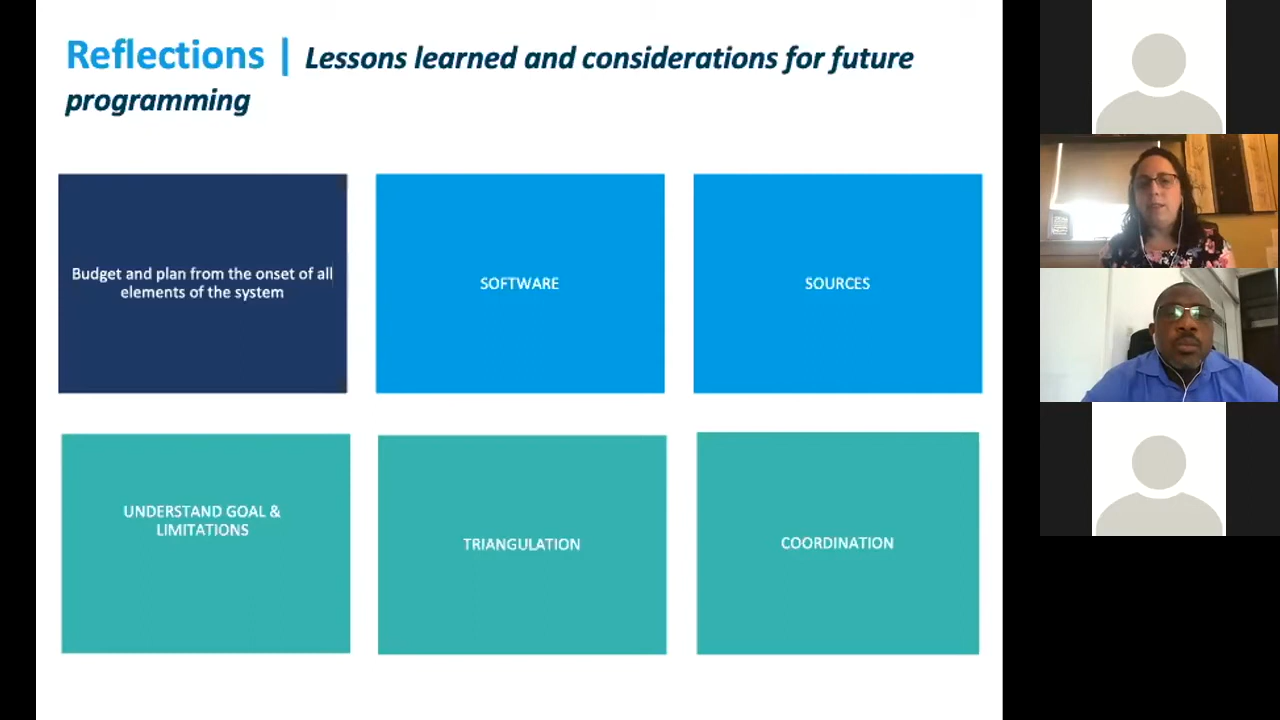 Reflections | Lessons learned and considerations for future
programming
Budget and plan from the onset of all
elements of the system
SOFTWARE
SOURCES
UNDERSTAND GOAL &
LIMITATIONS
TRIANGULATION
COORDINATION